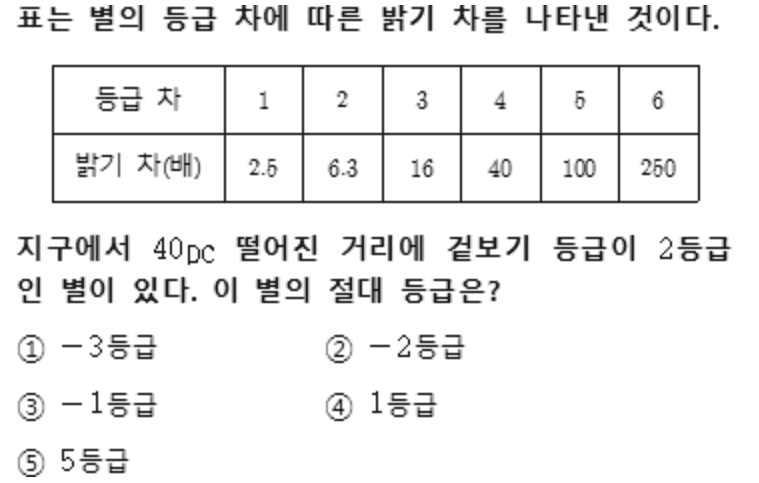 표는 별의 등급 차에 따른 밝기 차를 나타낸 것이다.
등급 차 1 2 3 4 5 6
밝기 차(배) 2.5 6.3 16 40 100 250
지구에서 40pc 떨어진 거리에 겉보기 등급이 2등급
인 별이 있다. 이 별의 절대 등급은?
① －3등급 ② －2등급
③ －1등급 ④ 1등급
⑤ 5등급